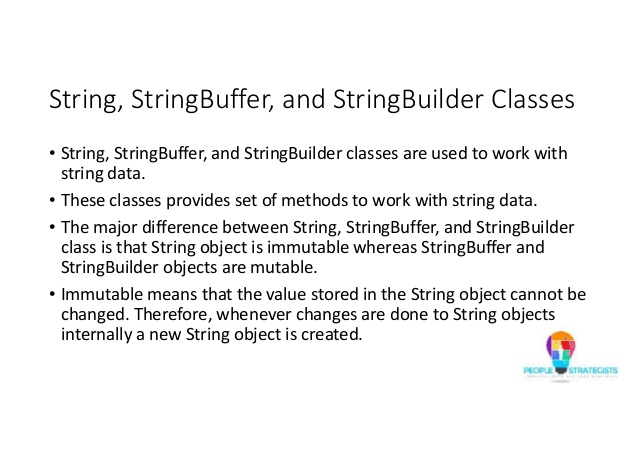 String, StringBuffer, and StringBuilder Classes
• String, StringBuffer, and StringBuilder classes are used to work with
string data.
• These classes provides set of methods to work with string data.
• The major difference between String, StringBuffer, and StringBuilder
class is that String object is immutable whereas StringBuffer and
StringBuilder objects are mutable.
• Immutable means that the value stored in the String object cannot be
changed. Therefore, whenever changes are done to String objects
internally a new String object is created.
PEOPLE STRATEGISTS